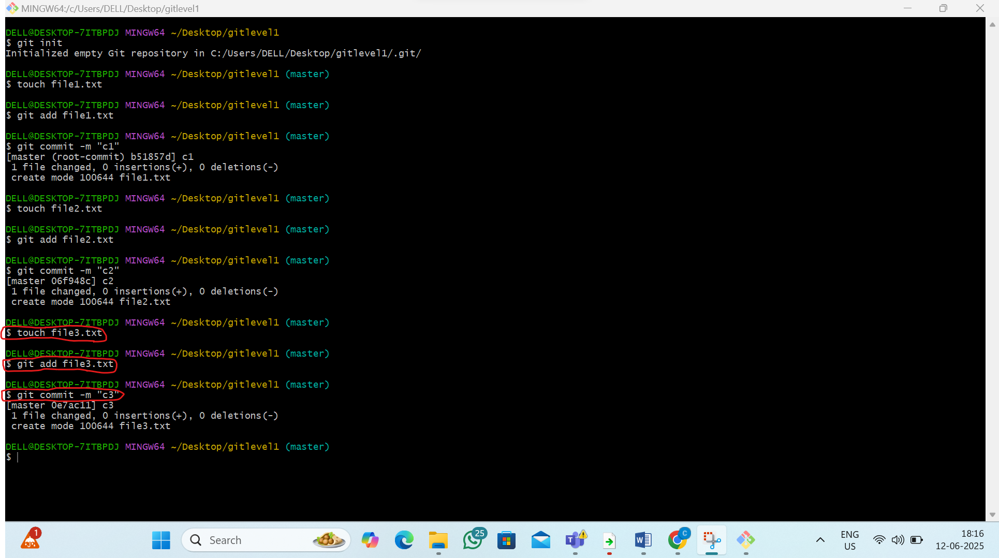 MINGW64:/c/Users/DELL/Desktop/gitlevel1
DELL@DESKTOP-7ITBPDJ MINGW64 ~/Desktop/gitlevel1
$ git init
Initialized empty Git repository in C:/Users/DELL/Desktop/gitlevel1/.git/
DELL@DESKTOP-7ITBPDJ MINGW64 ~/Desktop/gitlevel1 (master)
$ touch file1.txt
DELL@DESKTOP-7ITBPDJ MINGW64 ~/Desktop/gitlevel1 (master)
$ git add file1.txt
DELL@DESKTOP-7ITBPDJ MINGW64 ~/Desktop/gitlevel1 (master)
$ git commit -m "c1"
[master (root-commit) b51857d] c1
1 file changed, 0 insertions(+), 0 deletions(-)
create mode 100644 file1.txt
DELL@DESKTOP-7ITBPDJ MINGW64 ~/Desktop/gitlevel1 (master)
$ touch file2.txt
DELL@DESKTOP-7ITBPDJ MINGW64 ~/Desktop/gitlevel1 (master)
$ git add file2.txt
DELL@DESKTOP-7ITBPDJ MINGW64 ~/Desktop/gitlevel1 (master)
$ git commit -m "c2"
[master 06f948c] c2
1 file changed, 0 insertions(+), 0 deletions(-)
create mode 100644 file2.txt
DELL@DESKTOP-7ITBPDJ MINGW64 ~/Desktop/gitlevel1 (master)
$ touch file3.txt
DELL@DESKTOP-7ITBPDJ MINGW64 ~/Desktop/gitlevel1 (master)
$ git add file3.txt
DELL@DESKTOP-7ITBPDJ MINGW64 ~/Desktop/gitlevel1 (master)
$ git commit -m "c3"
[master 0e7ac11] c3
1 file changed, 0 insertions(+), 0 deletions(-)
create mode 100644 file3.txt
DELL@DESKTOP-7ITBPDJ MINGW64 ~/Desktop/gitlevel1 (master)
$
1
Search
25
T
W
C
ENG
US
18:16
12-06-2025